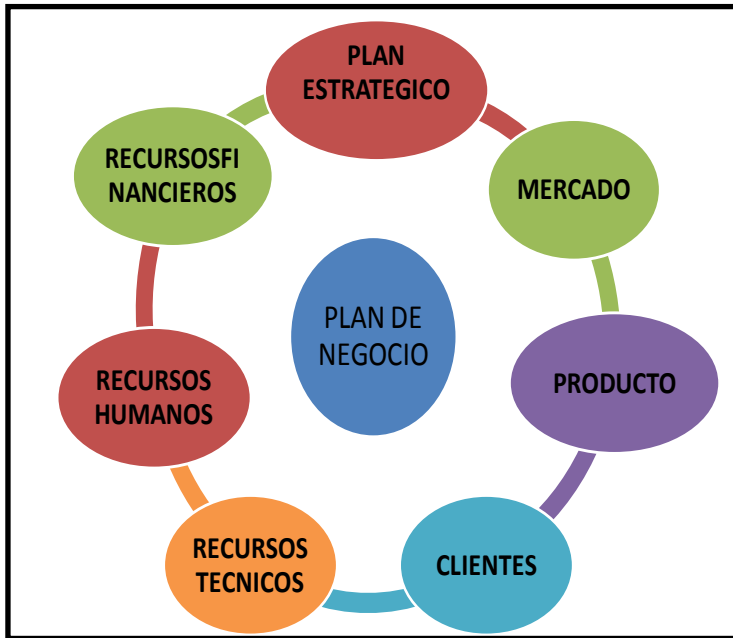 PLAN
ESTRATEGICO
MERCADO
PRODUCTO
CLIENTES
RECURSOS
TECNICOS
RECURSOS
HUMANOS
RECURSOSFI
NANCIEROS
PLAN DE
NEGOCIO